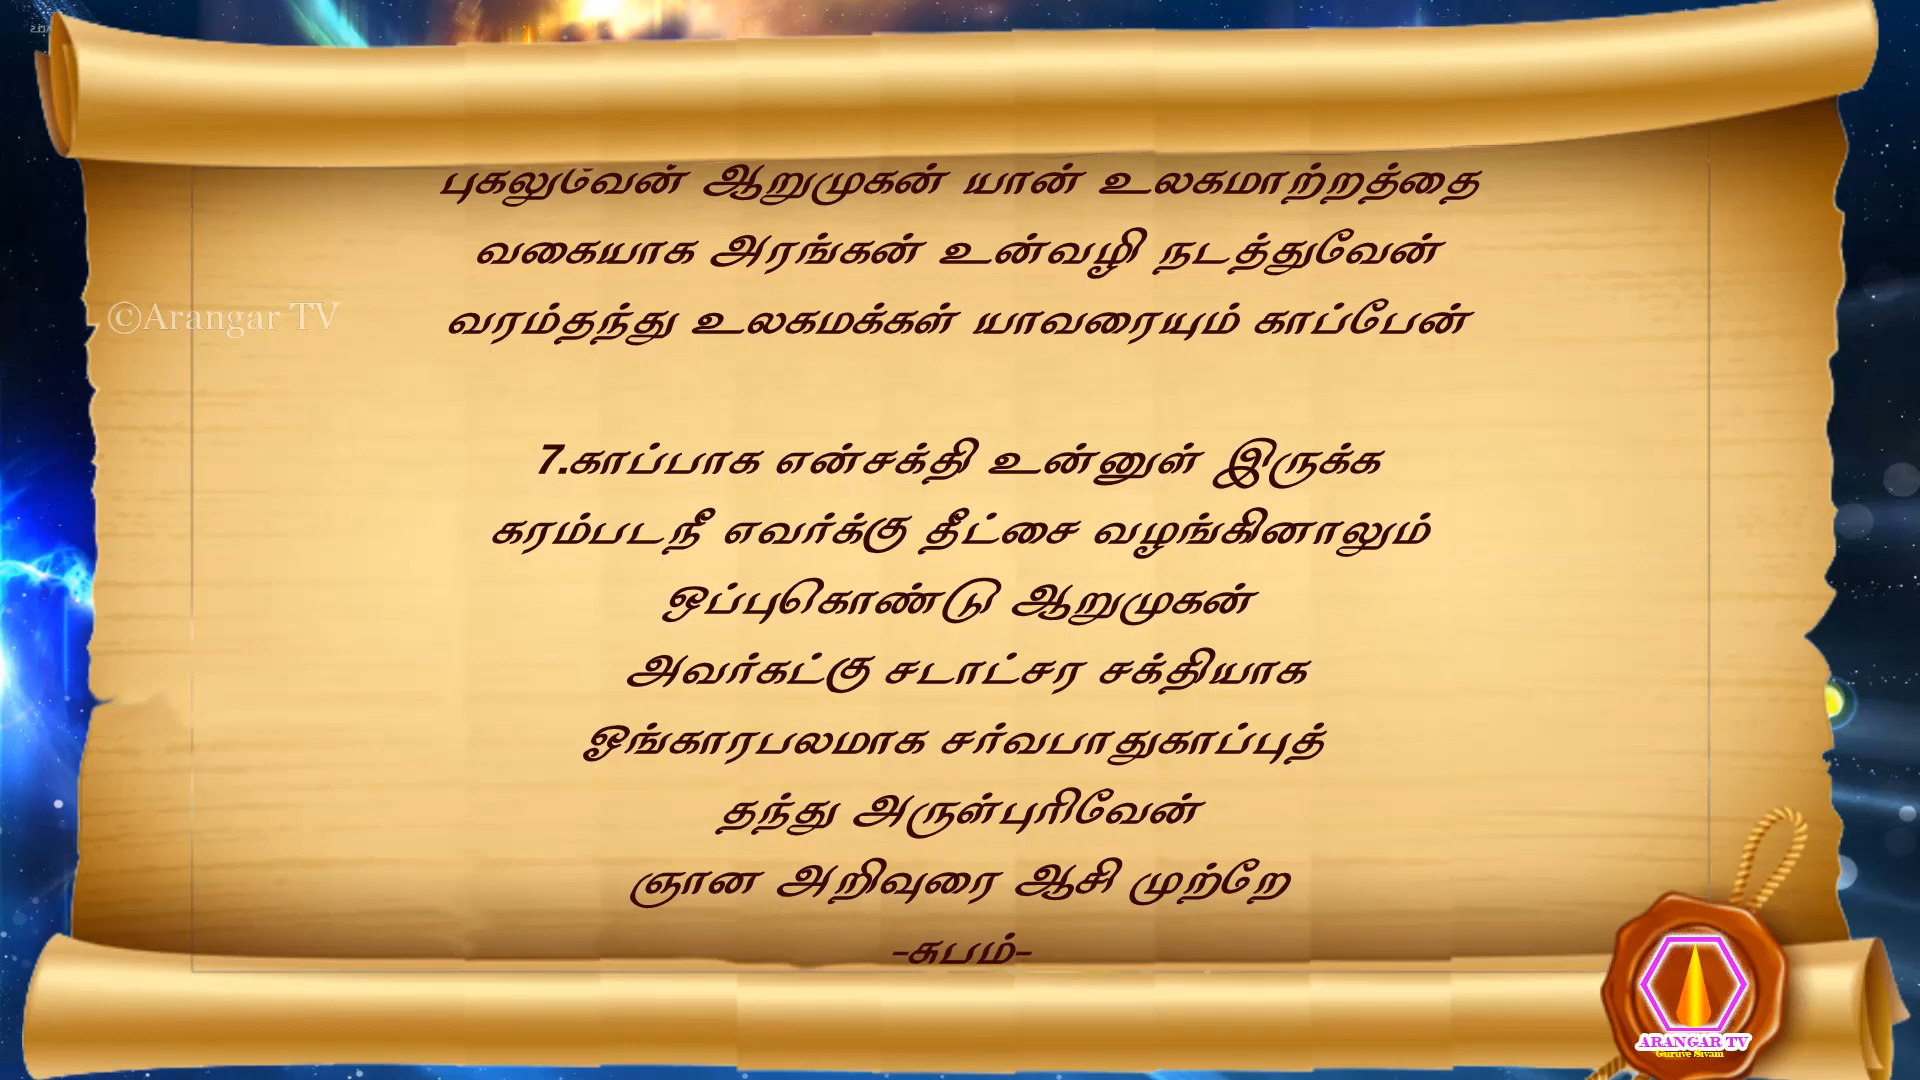 புகலுவேன் ஆறுமுகன் யான் உலகமாற்றத்தை
வகையாக அரங்கன் உன்வழி நடத்துவேன்
©Arangar TV
வரம்தந்து உலகமக்கள் யாவரையும் காப்பேன்
7.காப்பாக என்சக்தி உன்னுள் இருக்க
கரம்படநீ எவர்க்கு தீட்சை வழங்கினாலும்
ஒப்புகொண்டு ஆறுமுகன்
அவர்கட்கு சடாட்சர சக்தியாக
ஓங்காரபலமாக சர்வபாதுகாப்புத்
தந்து அருள்புரிவேன்
ஞான அறிவுரை ஆசி முற்றே
-சுபம்-
ARANGAR TV
Guruve Sivam